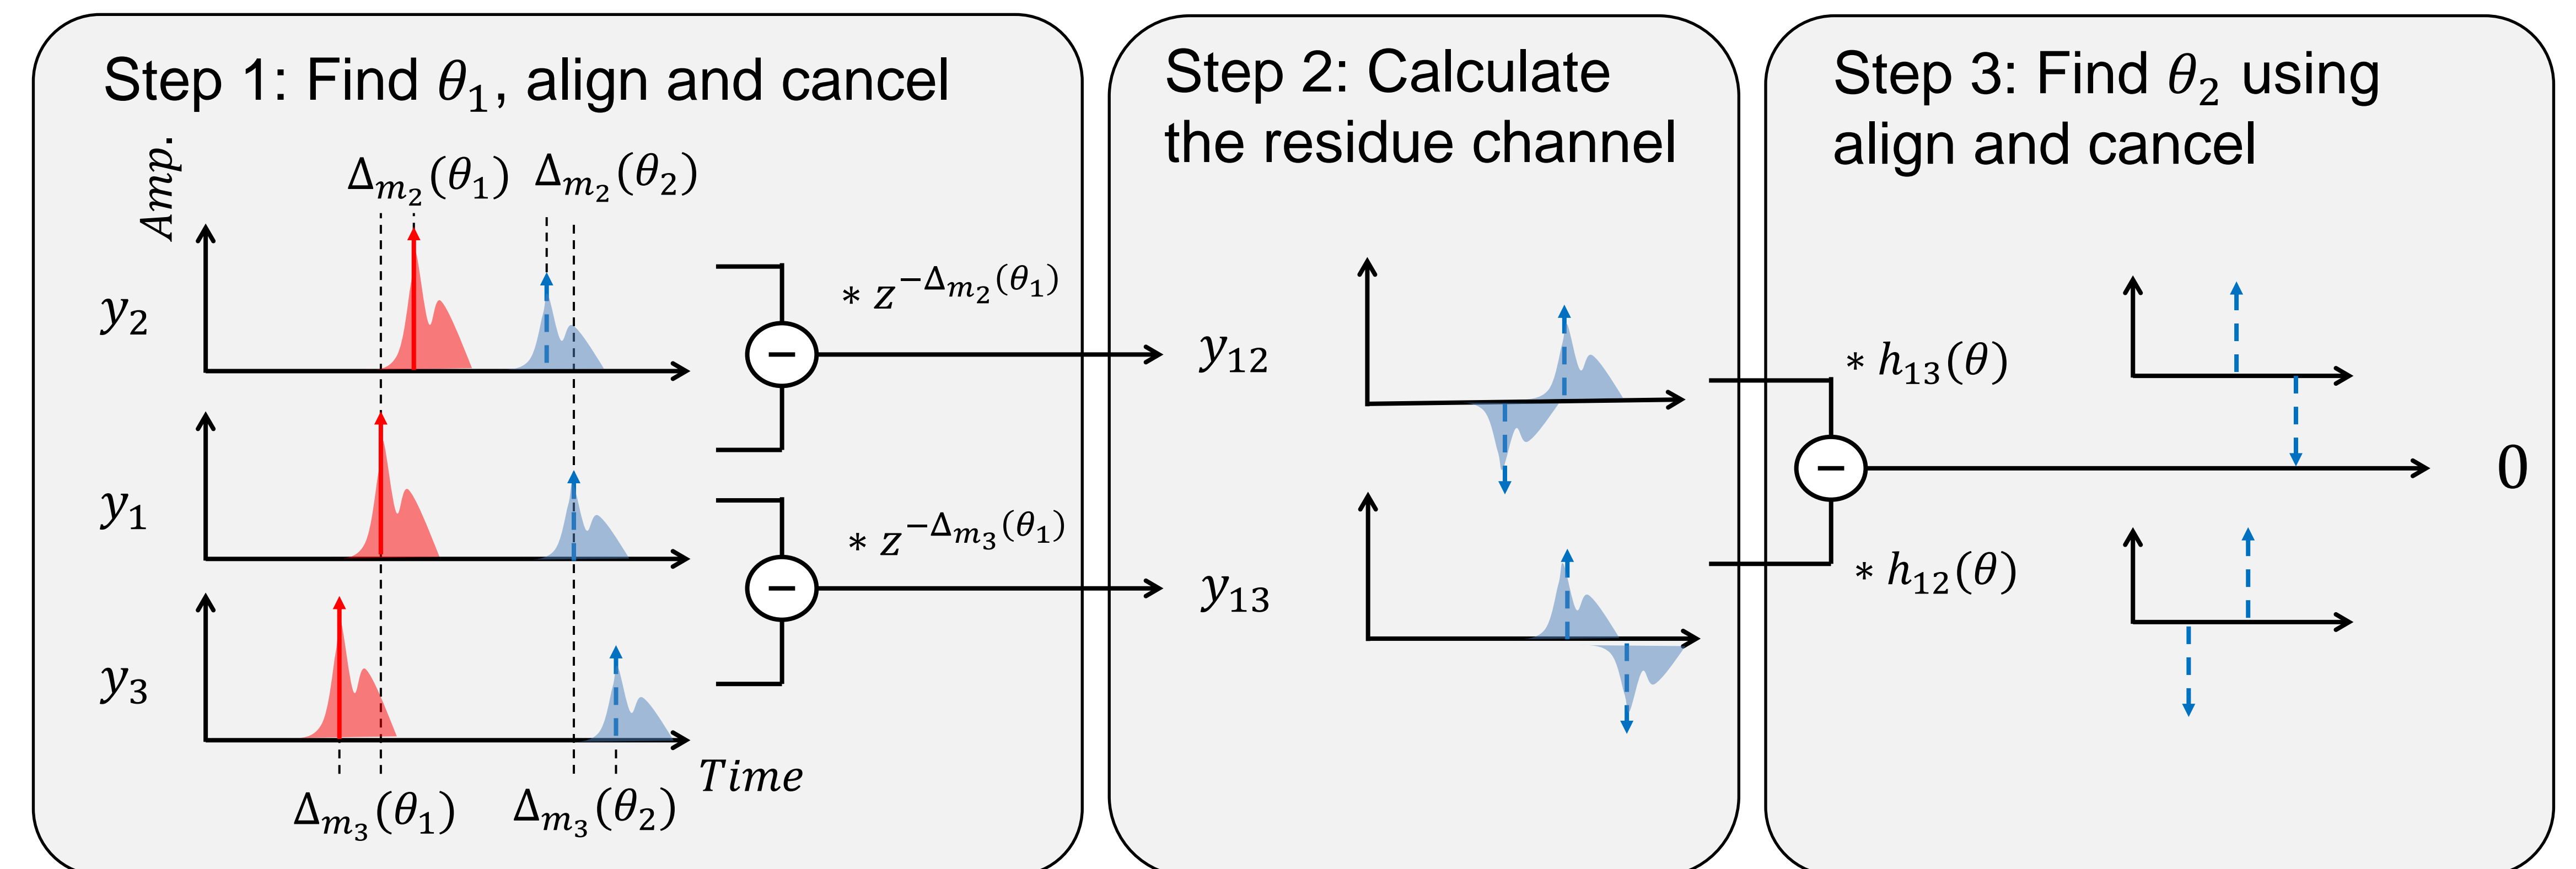 Step 1: Find θ₁, align and cancel
Amp.
Δₘ₂(θ₁) Δₘ₂(θ₂)
y₂
∗ z^−Δₘ₂(θ₁)
y₁
∗ z^−Δₘ₃(θ₁)
y₃
Time
Δₘ₃(θ₁) Δₘ₃(θ₂)
Step 2: Calculate
the residue channel
y₁₂
y₁₃
Step 3: Find θ₂ using
align and cancel
∗ h₁₃(θ)
0
∗ h₁₂(θ)